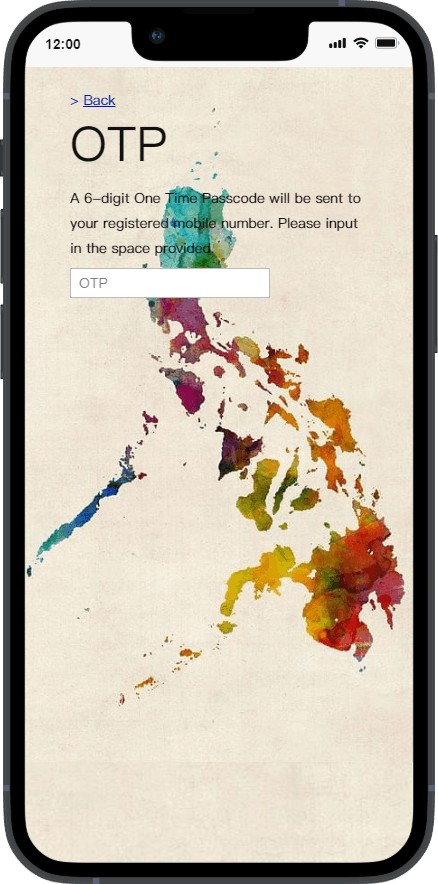 12:00
> Back
OTP
A 6-digit One Time Passcode will be sent to
your registered mobile number. Please input
in the space provided.
OTP